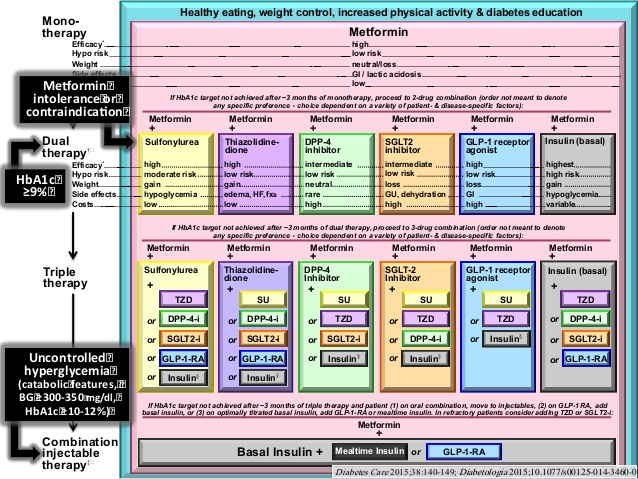 Healthy eating, weight control, increased physical activity & diabetes education
Mono-
therapy
Metformin
Efficacy* high
Hypo risk low risk
Weight neutral/loss
Side effects GI / lactic acidosis
low
If HbA1c target not achieved after ~3 months of monotherapy, proceed to 2-drug combination (order not meant to denote
any specific preference - choice dependent on a variety of patient- & disease-specific factors):
Metformin
intolerance or
contraindication
Dual
therapy†
HbA1c
≥9%
Metformin Metformin Metformin Metformin Metformin Metformin
+ + + + + +
Sulfonylurea Thiazolidine- DPP-4 SGLT2 GLP-1 receptor Insulin (basal)
dione inhibitor inhibitor agonist
Efficacy* high high intermediate intermediate high highest
Hypo risk moderate risk low risk low risk low risk low risk high risk
Weight gain gain neutral loss loss gain
Side effects hypoglycemia edema, HF, fxs rare GU, dehydration GI hypoglycemia
Costs low low high high high variable
If HbA1c target not achieved after ~3 months of dual therapy, proceed to 3-drug combination (order not meant to denote
any specific preference - choice dependent on a variety of patient- & disease-specific factors):
Triple
therapy
Metformin Metformin Metformin Metformin Metformin Metformin
+ + + + + +
Sulfonylurea Thiazolidine- DPP-4 SGLT-2 GLP-1 receptor Insulin (basal)
dione Inhibitor Inhibitor agonist
+ + + + + +
TZD SU SU SU SU TZD
or DPP-4-i or DPP-4-i or TZD or TZD or TZD or DPP-4-i
or SGLT2-i or SGLT2-i or SGLT2-i or DPP-4-i or Insulin§ or SGLT2-i
or GLP-1-RA or GLP-1-RA or Insulin§ or Insulin§ or GLP-1-RA
or Insulin§ or Insulin§
Uncontrolled
hyperglycemia
(catabolic features,
BG ≥300-350mg/dl,
HbA1c ≥10-12%)
If HbA1c target not achieved after ~3 months of triple therapy and patient (1) on oral combination, move to injectables, (2) on GLP-1 RA, add
basal insulin, or (3) on optimally titrated basal insulin, add GLP-1-RA or mealtime insulin. In refractory patients consider adding TZD or SGLT2-i:
Metformin
+
Combination
injectable
therapy‡
Basal Insulin + Mealtime Insulin or GLP-1-RA
Diabetes Care 2015;38:140-149; Diabetologia 2015;10.1077/s00125-014-3460-0